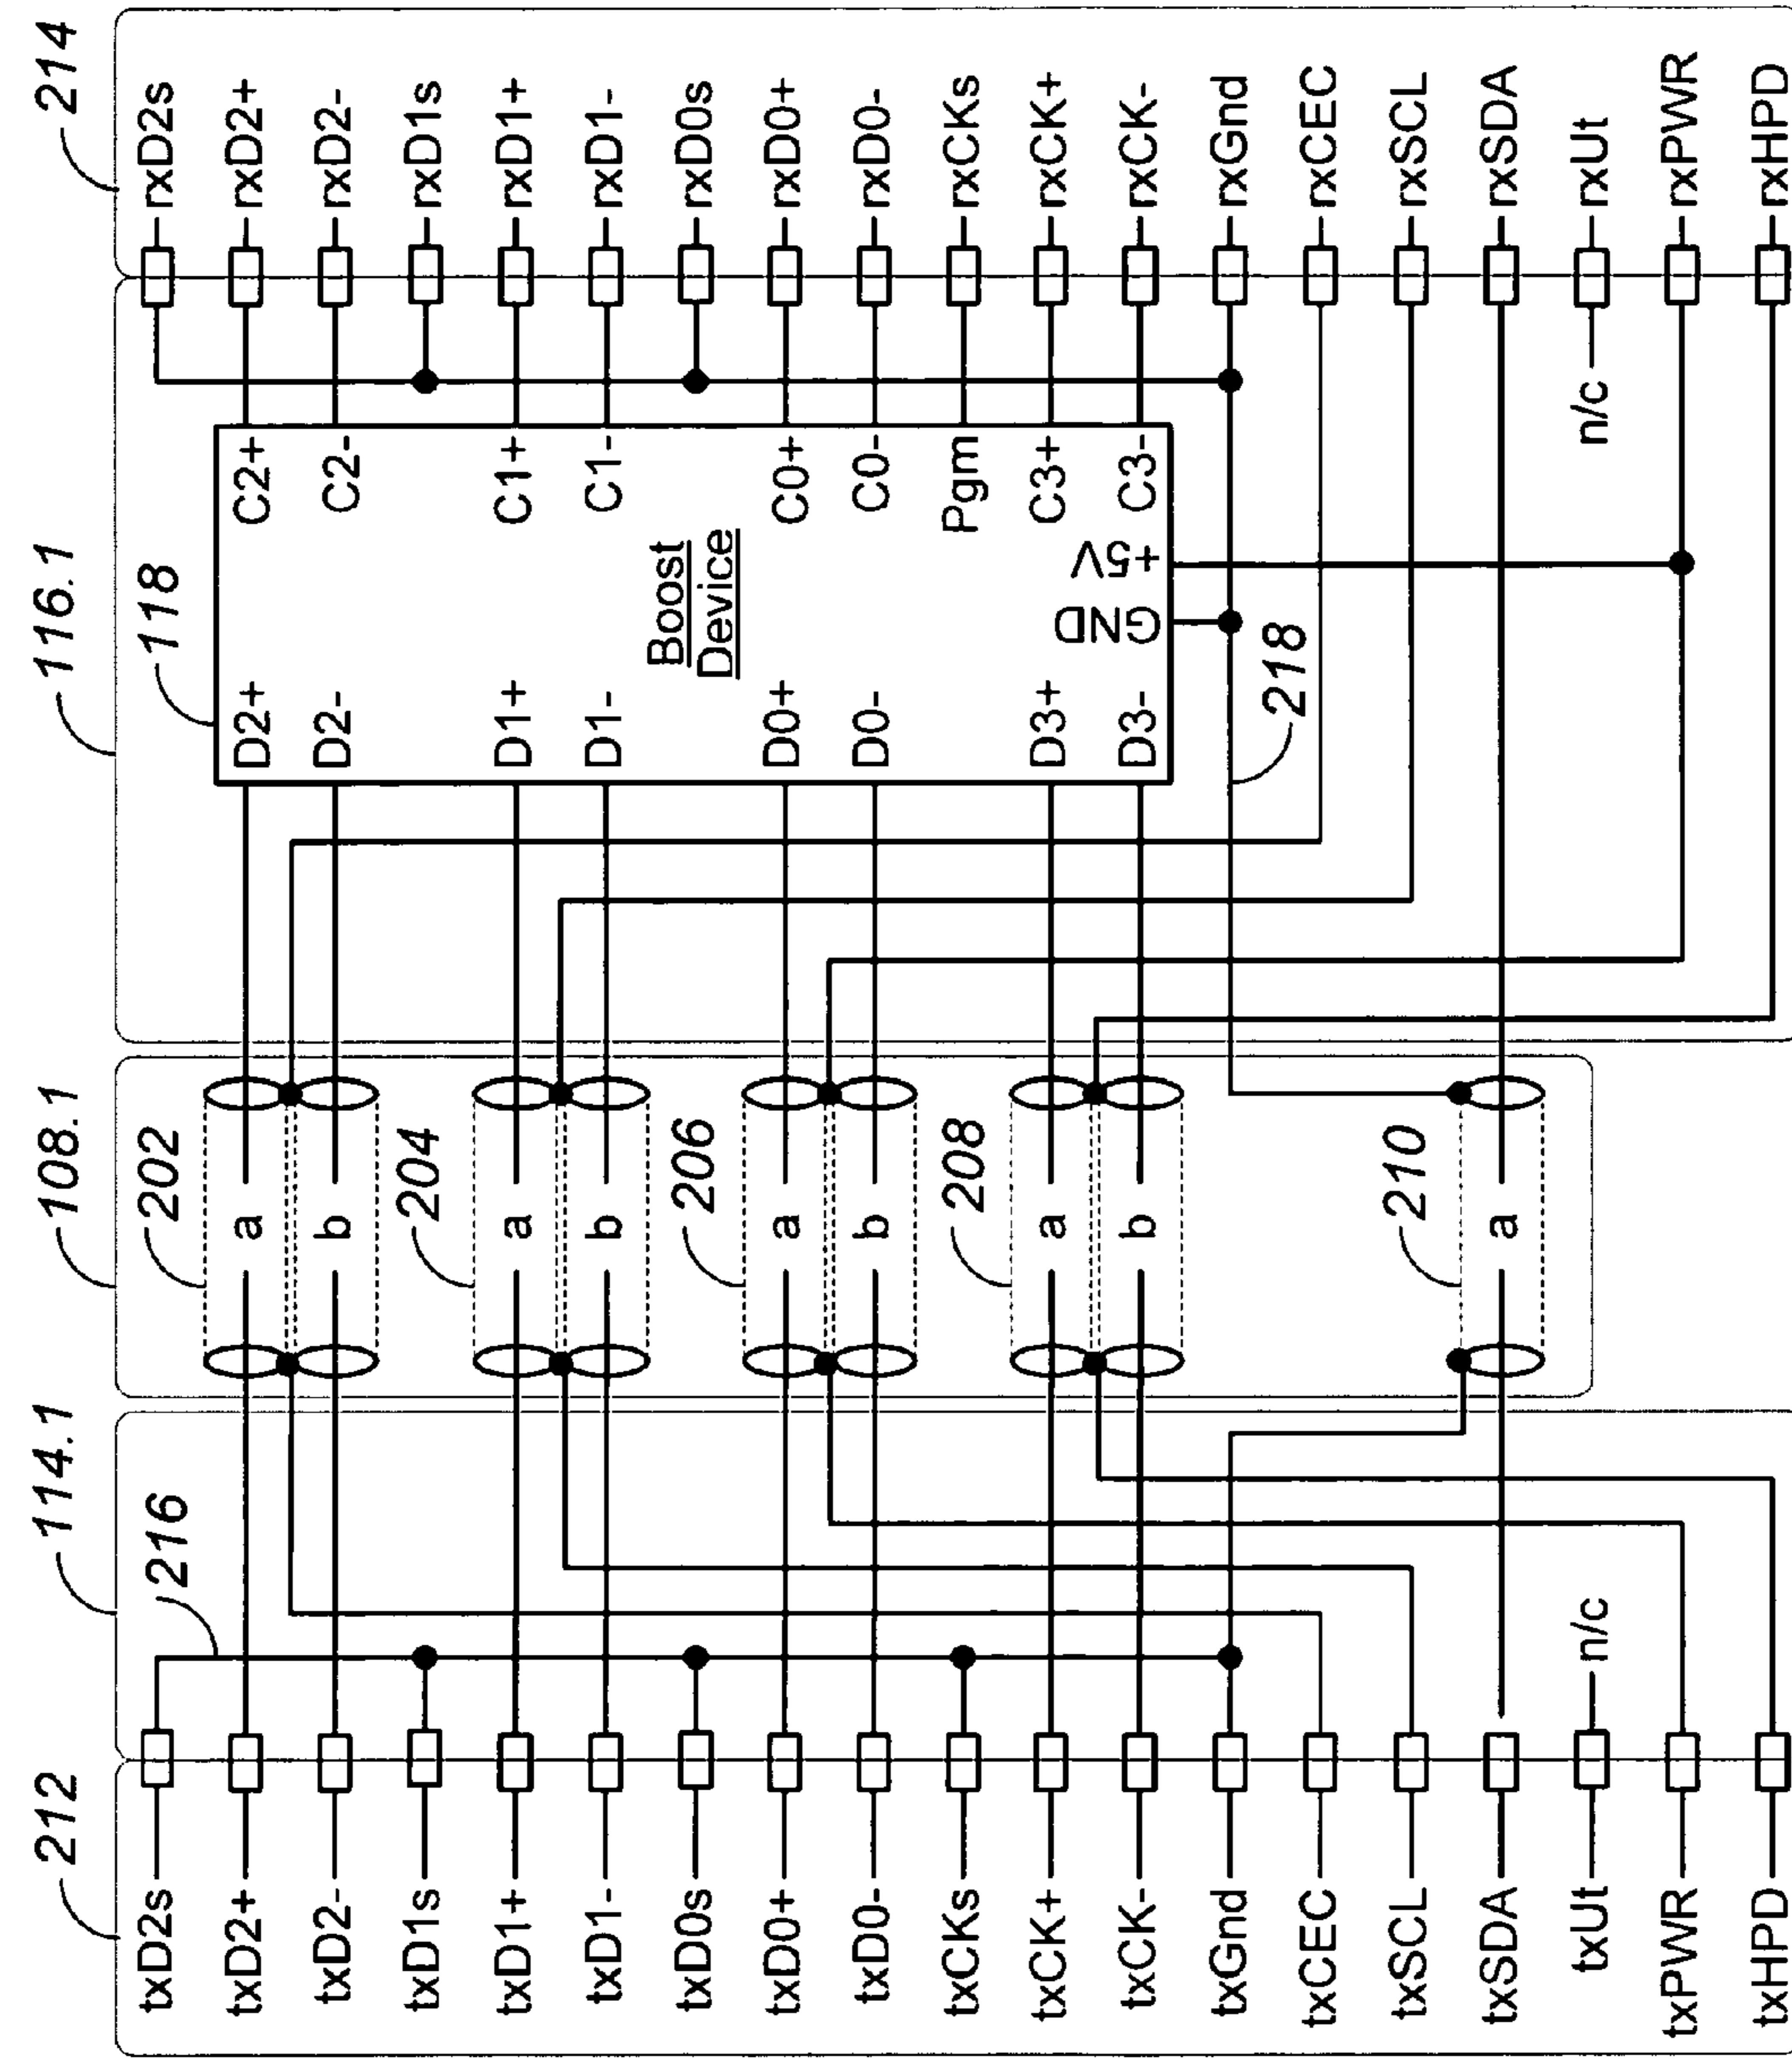 212
114.1
108.1
116.1
214
216
202
118
204
206
208
210
218
txD2s
txD2+
txD2-
txD1s
txD1+
txD1-
txD0s
txD0+
txD0-
txCKs
txCK+
txCK-
txGnd
txCEC
txSCL
txSDA
txUt
n/c
txPWR
txHPD
a
b
a
b
a
b
a
b
a
D2+
D2-
D1+
D1-
D0+
D0-
D3+
D3-
Boost
Device
GND
+5V
C2+
C2-
C1+
C1-
C0+
C0-
Pgm
C3+
C3-
n/c
rxD2s
rxD2+
rxD2-
rxD1s
rxD1+
rxD1-
rxD0s
rxD0+
rxD0-
rxCKs
rxCK+
rxCK-
rxGnd
rxCEC
rxSCL
rxSDA
rxUt
rxPWR
rxHPD